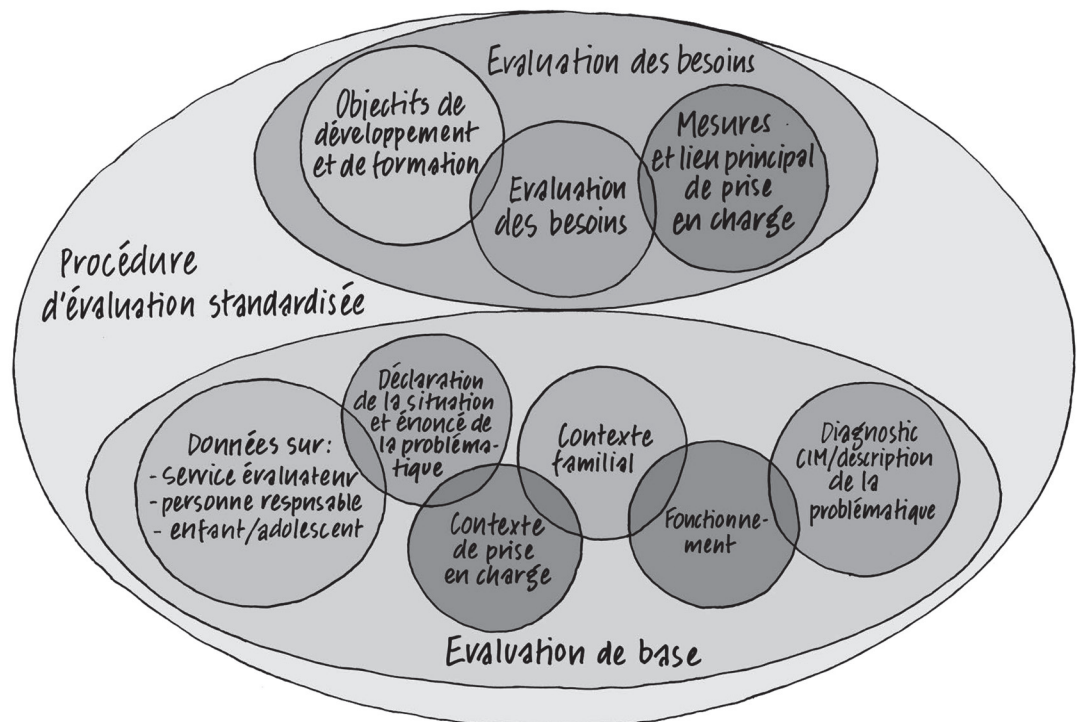 Evaluation des besoins
Objectifs de
développement
et de formation
Evaluation
des besoins
Mesures
et lieu principal
de prise
en charge
Procédure
d'évaluation standardisée
Données sur:
- service évaluateur
- personne respnsable
- enfant/adolescent
Déclaration
de la situation
et énoncé de
la probléma-
tique
Contexte
de prise
en charge
Contexte
familial
Fonctionne-
ment
Diagnostic
CIM/description
de la
problématique
Evaluation de base